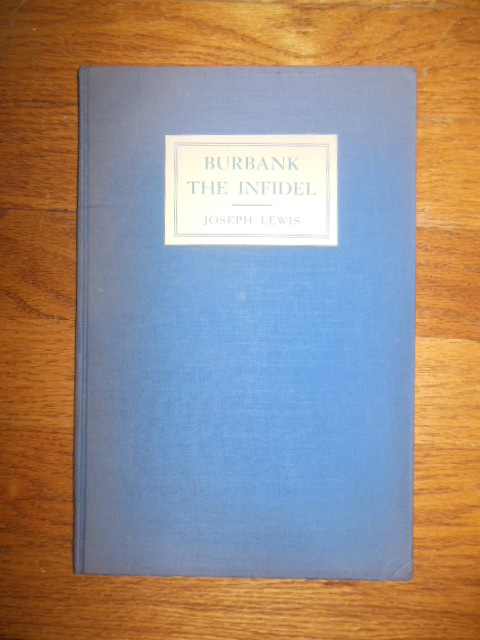 BURBANK
THE INFIDEL
JOSEPH LEWIS